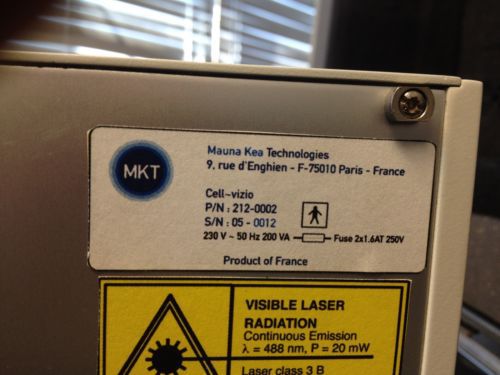 MKT
Mauna Kea Technologies
9, rue d'Enghien - F-75010 Paris - France
Cell~vizio
P/N : 212-0002
S/N : 05 - 0012
230 V ~ 50 Hz 200 VA Fuse 2x1.6AT 250V
Product of France
VISIBLE LASER
RADIATION
Continuous Emission
λ = 488 nm, P = 20 mW
Laser class 3 B